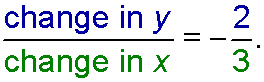 change in y / change in x = - 2/3.